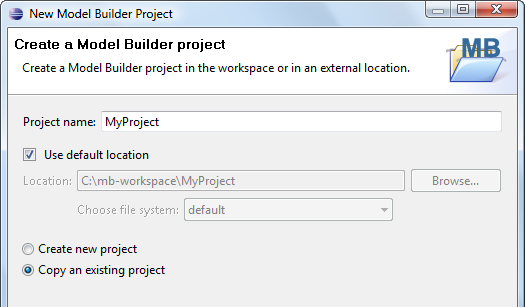 New Model Builder Project
Create a Model Builder project
Create a Model Builder project in the workspace or in an external location.
MB
Project name: MyProject
Use default location
Location: C:\mb-workspace\MyProject Browse...
Choose file system: default
Create new project
Copy an existing project